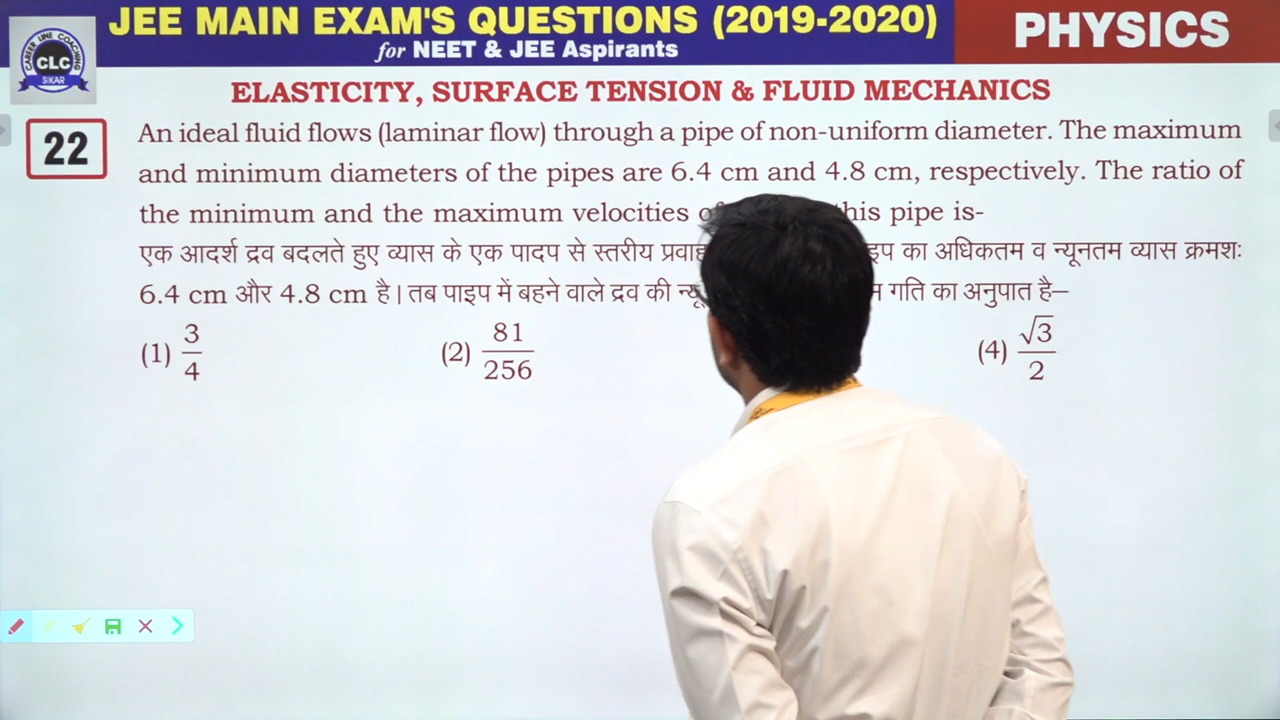 JEE MAIN EXAM'S QUESTIONS (2019-2020)
for NEET & JEE Aspirants
PHYSICS
CAREER LINE COACHING
CLC
SIKAR
ELASTICITY, SURFACE TENSION & FLUID MECHANICS
22
An ideal fluid flows (laminar flow) through a pipe of non-uniform diameter. The maximum
and minimum diameters of the pipes are 6.4 cm and 4.8 cm, respectively. The ratio of
the minimum and the maximum velocities this pipe is-
एक आदर्श द्रव बदलते हुए व्यास के एक पादप से स्तरीय का अधिकतम व न्यूनतम व्यास क्रमशः
6.4 cm और 4.8 cm है। तब पाइप में बहने वाले द्रव की गति का अनुपात है–
(1) 3/4 (2) 81/256 (4) √3/2